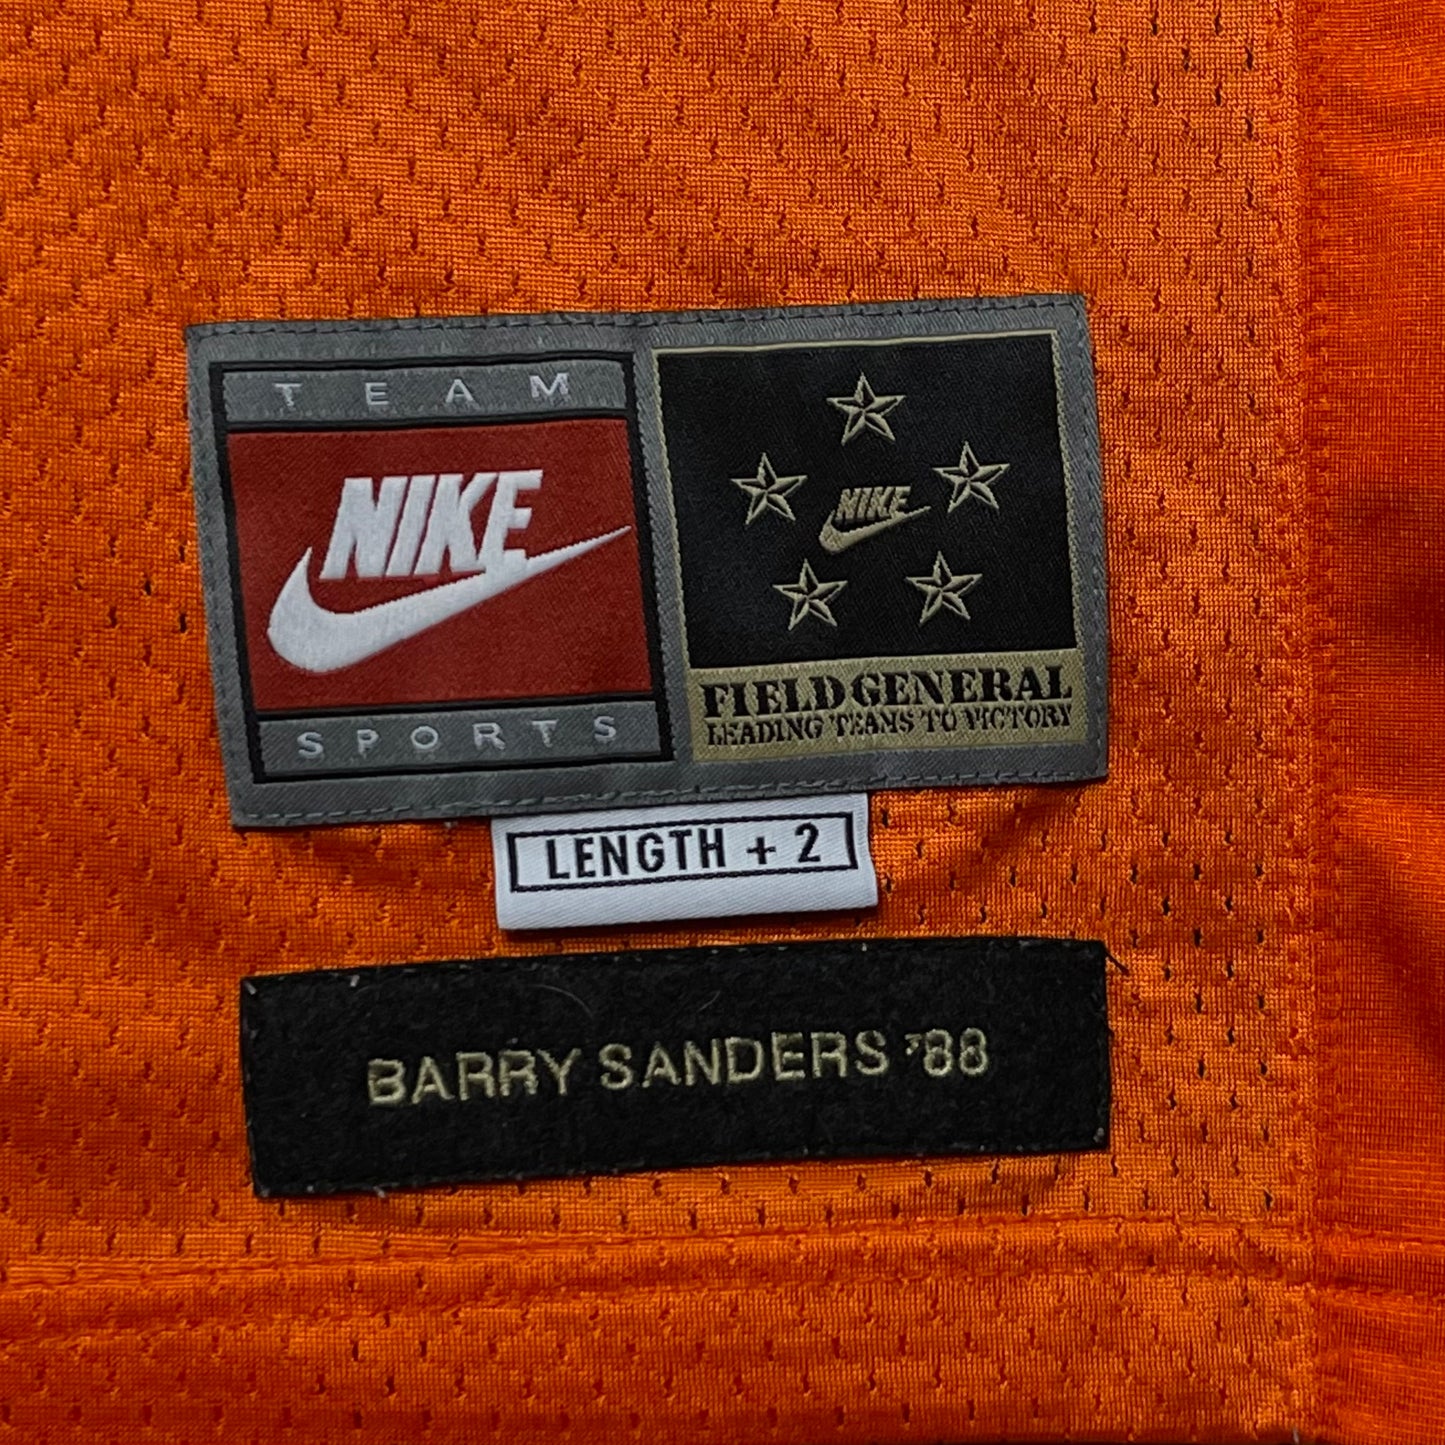 TEAM
NIKE
SPORTS
NIKE
FIELD GENERAL
LEADING TEAMS TO VICTORY
LENGTH + 2
BARRY SANDERS '88